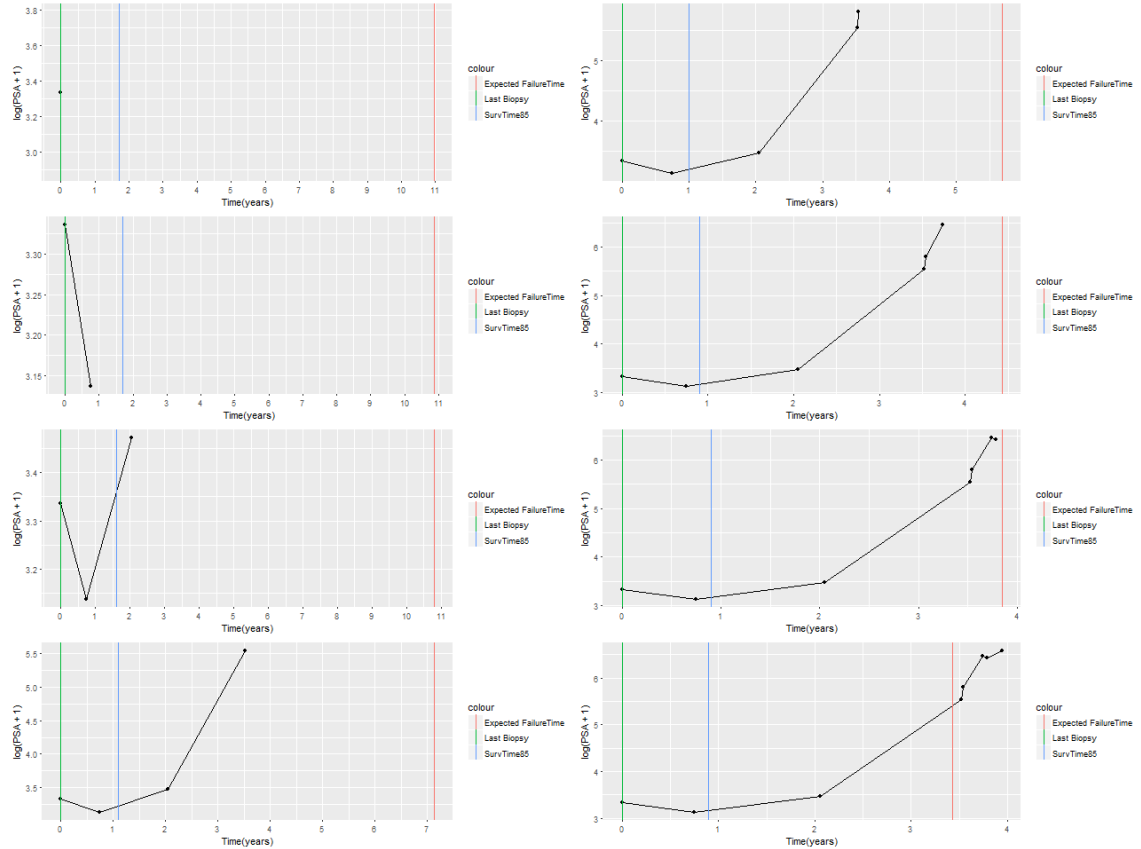 log(PSA + 1)
3.8
3.6
3.4
3.2
3.0
0 1 2 3 4 5 6 7 8 9 10 11
Time(years)
colour
Expected FailureTime
Last Biopsy
SurvTime85
log(PSA + 1)
5
4
0 1 2 3 4 5
Time(years)
colour
Expected FailureTime
Last Biopsy
SurvTime85
log(PSA + 1)
3.30
3.25
3.20
3.15
0 1 2 3 4 5 6 7 8 9 10 11
Time(years)
colour
Expected FailureTime
Last Biopsy
SurvTime85
log(PSA + 1)
6
5
4
3
0 1 2 3 4
Time(years)
colour
Expected FailureTime
Last Biopsy
SurvTime85
log(PSA + 1)
3.4
3.3
3.2
0 1 2 3 4 5 6 7 8 9 10 11
Time(years)
colour
Expected FailureTime
Last Biopsy
SurvTime85
log(PSA + 1)
6
5
4
3
0 1 2 3 4
Time(years)
colour
Expected FailureTime
Last Biopsy
SurvTime85
log(PSA + 1)
5.5
5.0
4.5
4.0
3.5
0 1 2 3 4 5 6 7
Time(years)
colour
Expected FailureTime
Last Biopsy
SurvTime85
log(PSA + 1)
6
5
4
3
0 1 2 3 4
Time(years)
colour
Expected FailureTime
Last Biopsy
SurvTime85